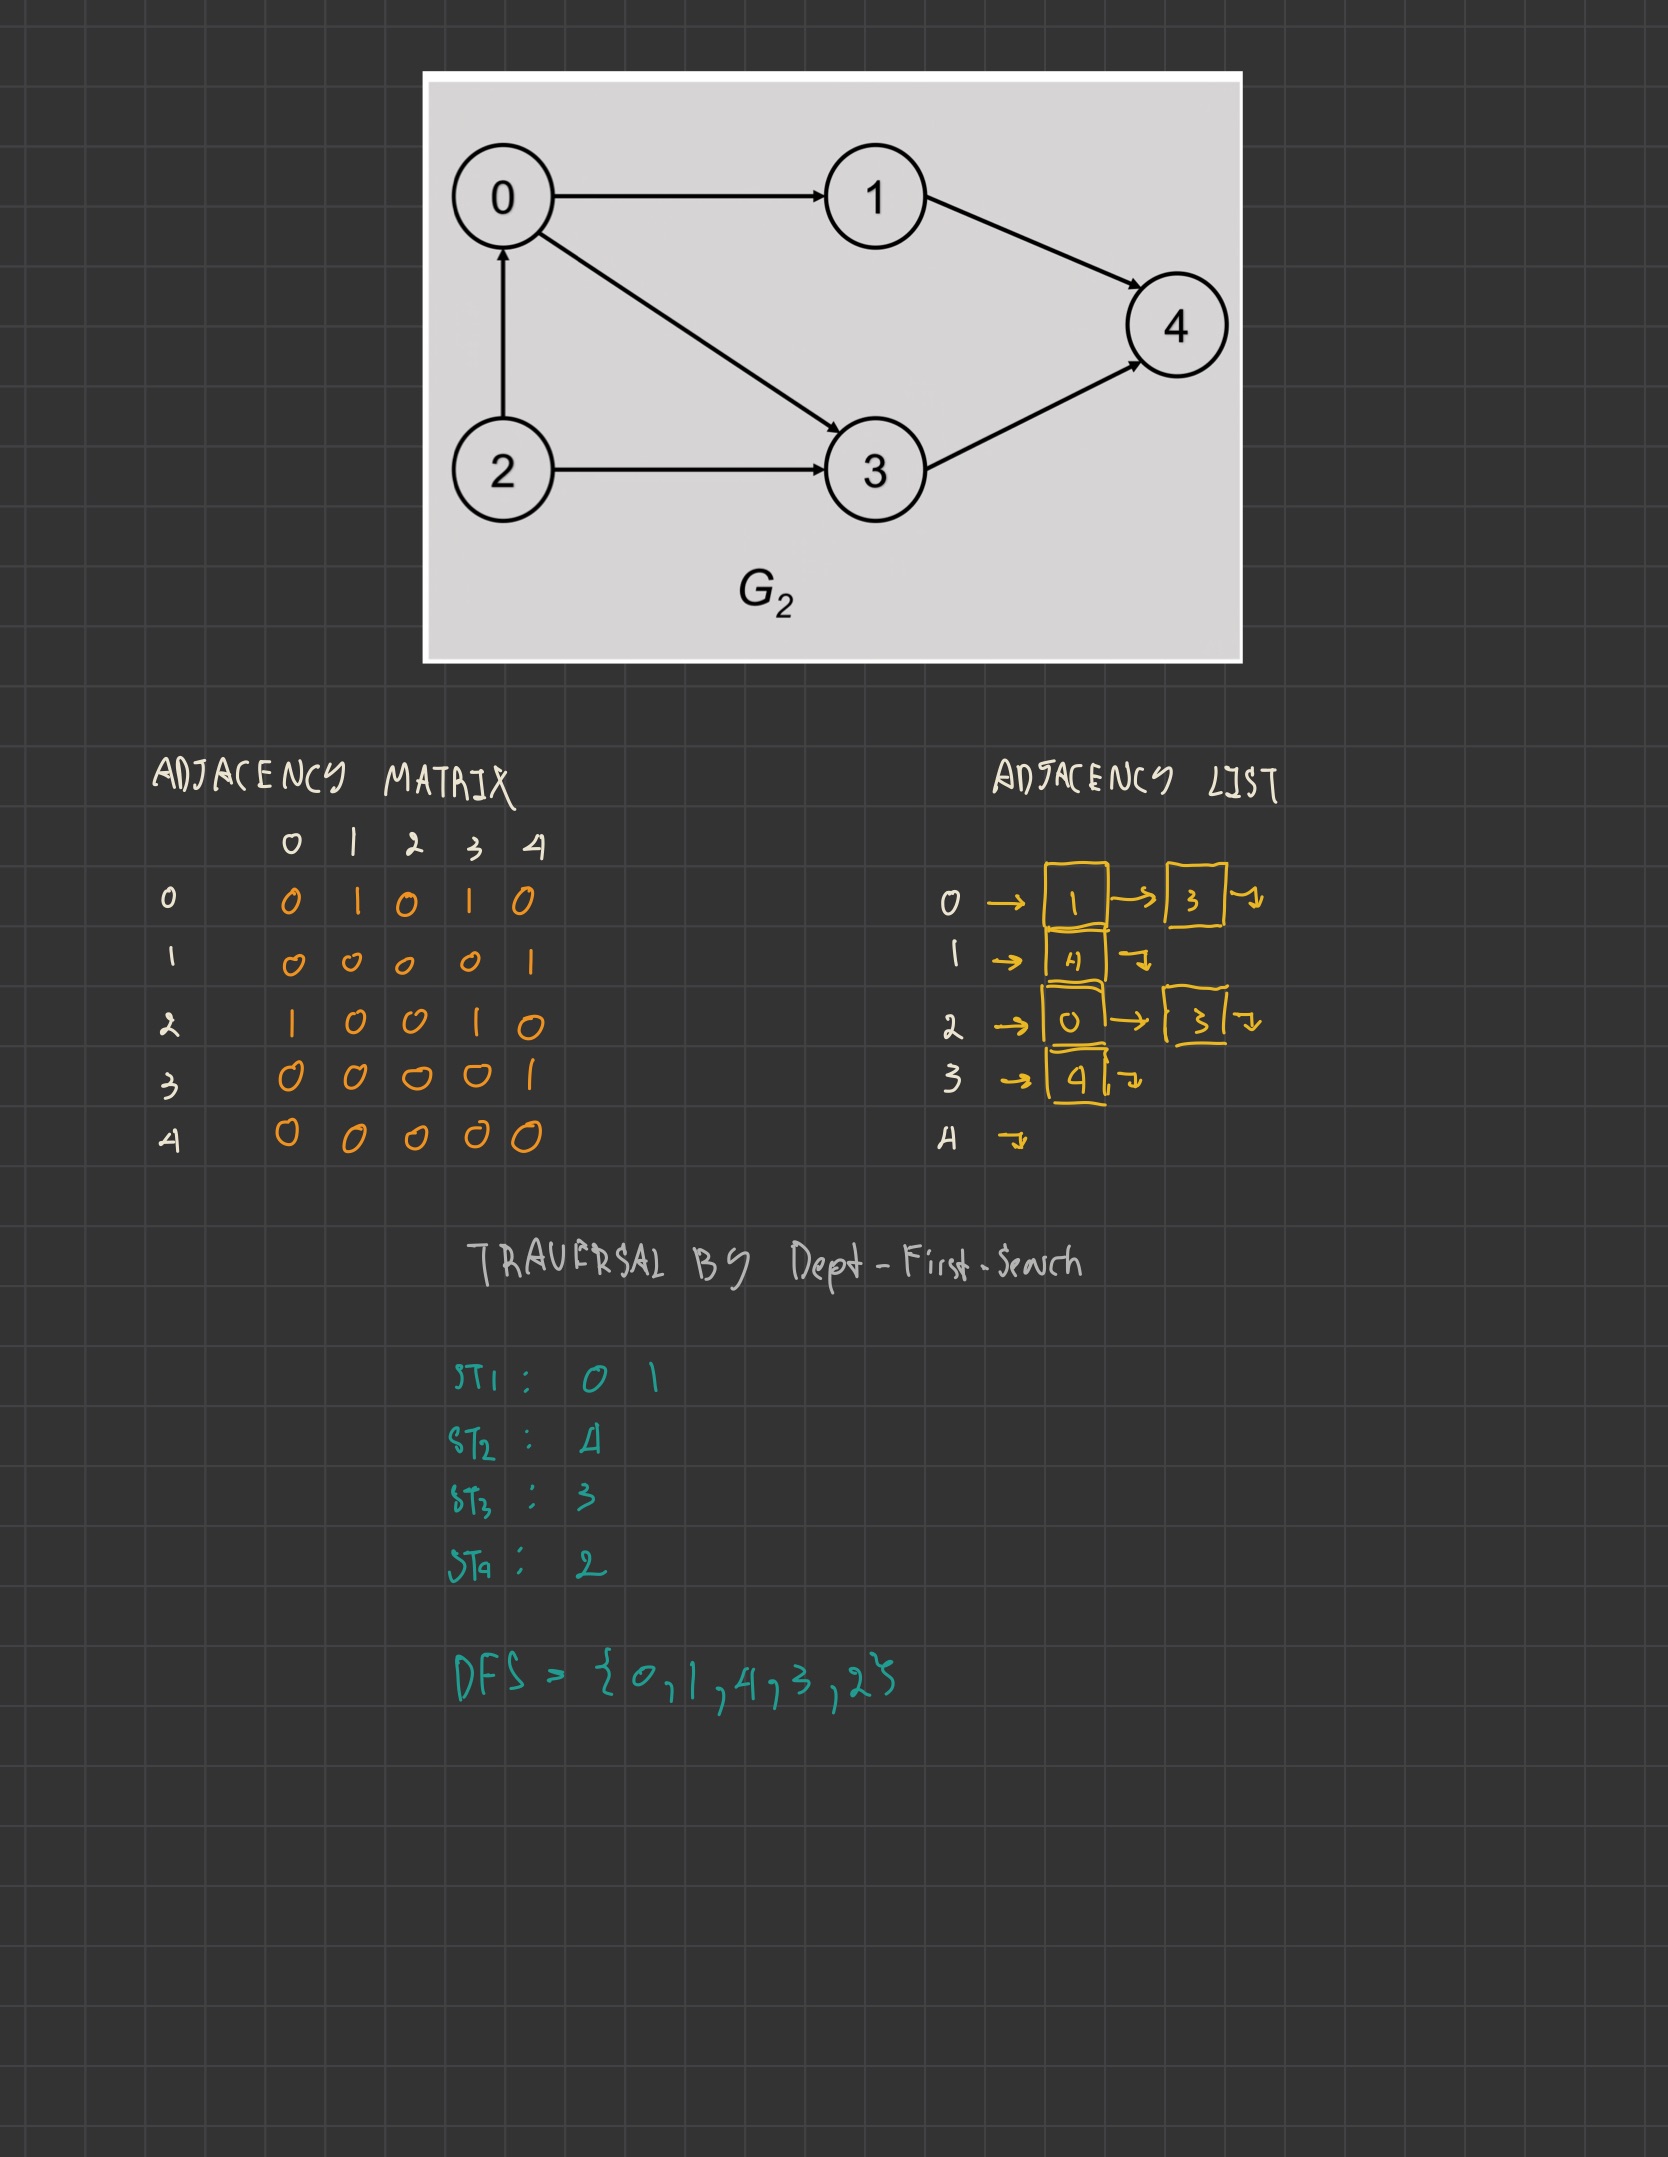 0 1
4
2 3
G2
ADJACENCY MATRIX
0 1 2 3 4
0 0 1 0 1 0
1 0 0 0 0 1
2 1 0 0 1 0
3 0 0 0 0 1
4 0 0 0 0 0
ADJACENCY LIST
0 → 1 → 3
1 → 4
2 → 0 → 3
3 → 4
4
TRAVERSAL BY Dept-First-Search
ST1 : 0 1
ST2 : 4
ST3 : 3
ST4 : 2
DFS = {0,1,4,3,2}